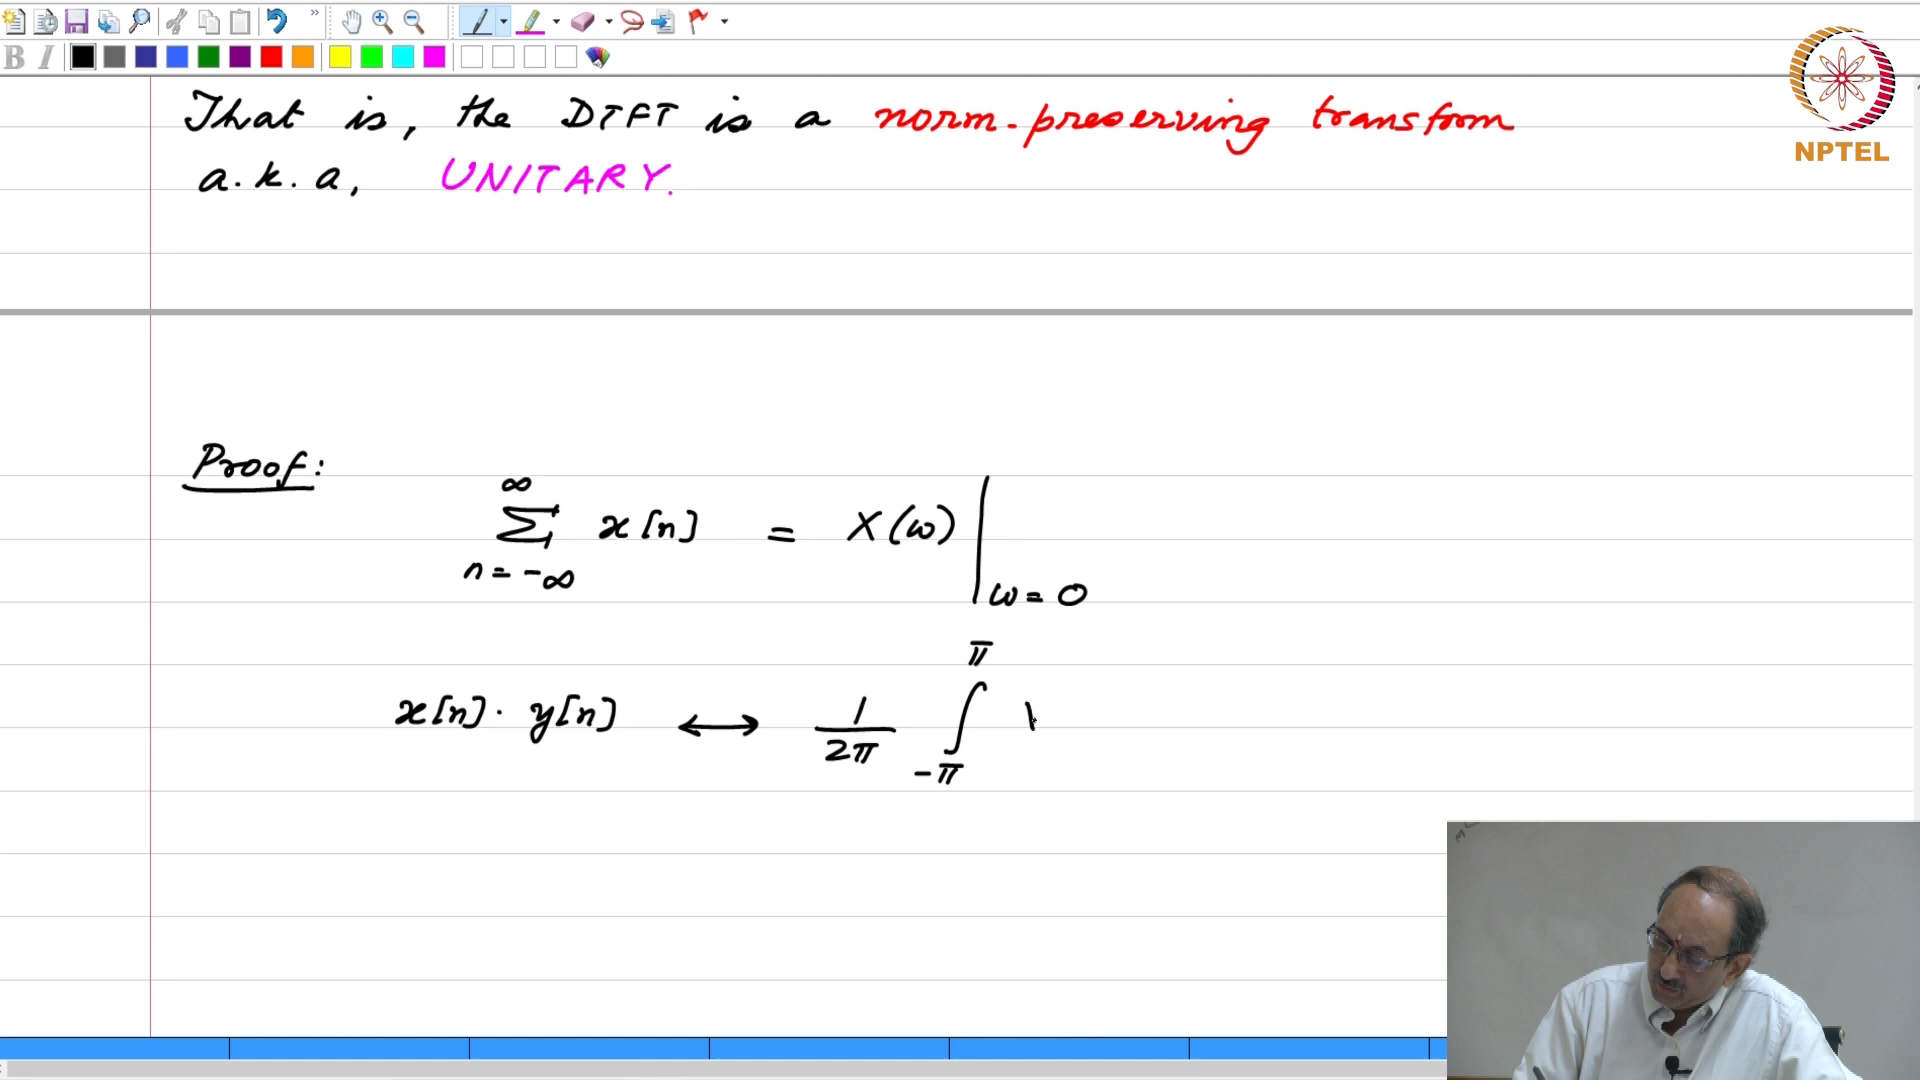 B I
NPTEL
That is, the DTFT is a norm-preserving transform
a.k.a, UNITARY.
Proof:
∞
∑ x[n] = X(ω) |
n = -∞ ω = 0
π
x[n] · y[n] ↔ 1/2π ∫
-π